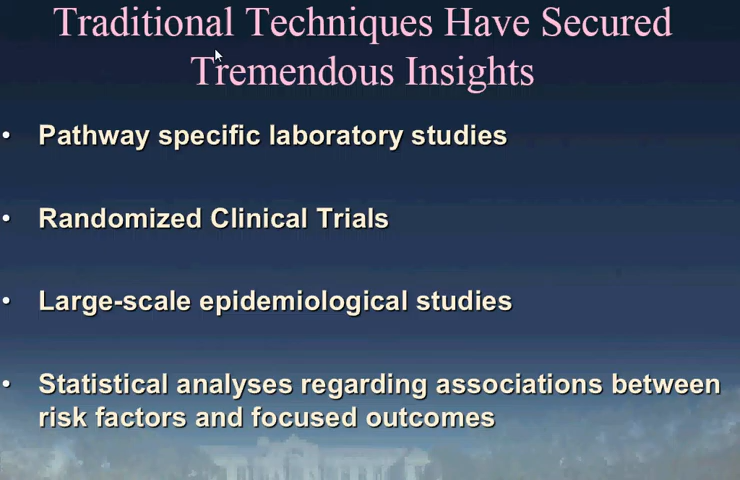 Traditional Techniques Have Secured
Tremendous Insights
• Pathway specific laboratory studies
• Randomized Clinical Trials
• Large-scale epidemiological studies
• Statistical analyses regarding associations between
risk factors and focused outcomes